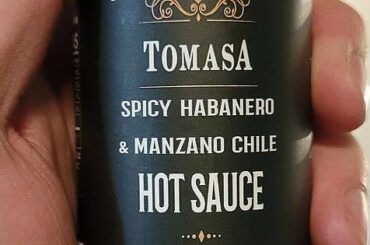 TOMASA
SPICY HABANERO
& MANZANO CHILE
HOT SAUCE